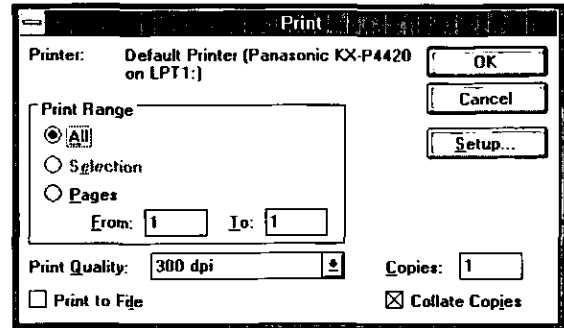 Print
Printer: Default Printer (Panasonic KX-P4420 on LPT1:)
OK
Cancel
Setup...
Print Range
All
Selection
Pages
From: 1 To: 1
Print Quality: 300 dpi
Copies: 1
Print to File
Collate Copies